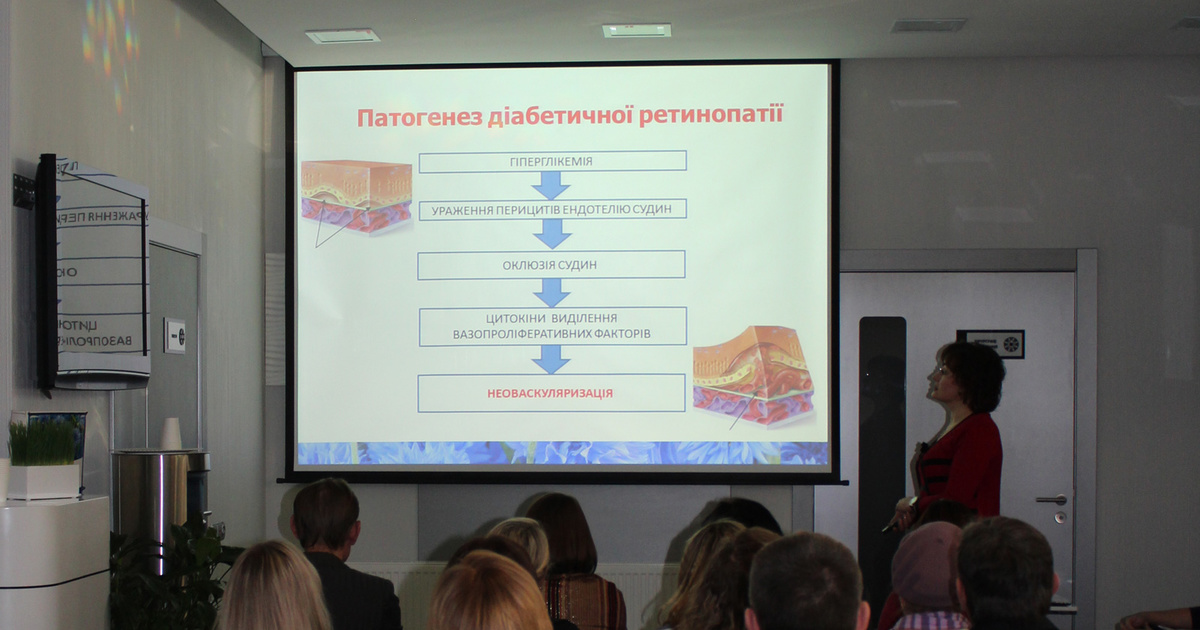 Патогенез діабетичної ретинопатії
ГІПЕРГЛІКЕМІЯ
УРАЖЕННЯ ПЕРИЦИТІВ ЕНДОТЕЛІЮ СУДИН
ОКЛЮЗІЯ СУДИН
ЦИТОКІНИ ВИДІЛЕННЯ
ВАЗОПРОЛІФЕРАТИВНИХ ФАКТОРІВ
НЕОВАСКУЛЯРИЗАЦІЯ